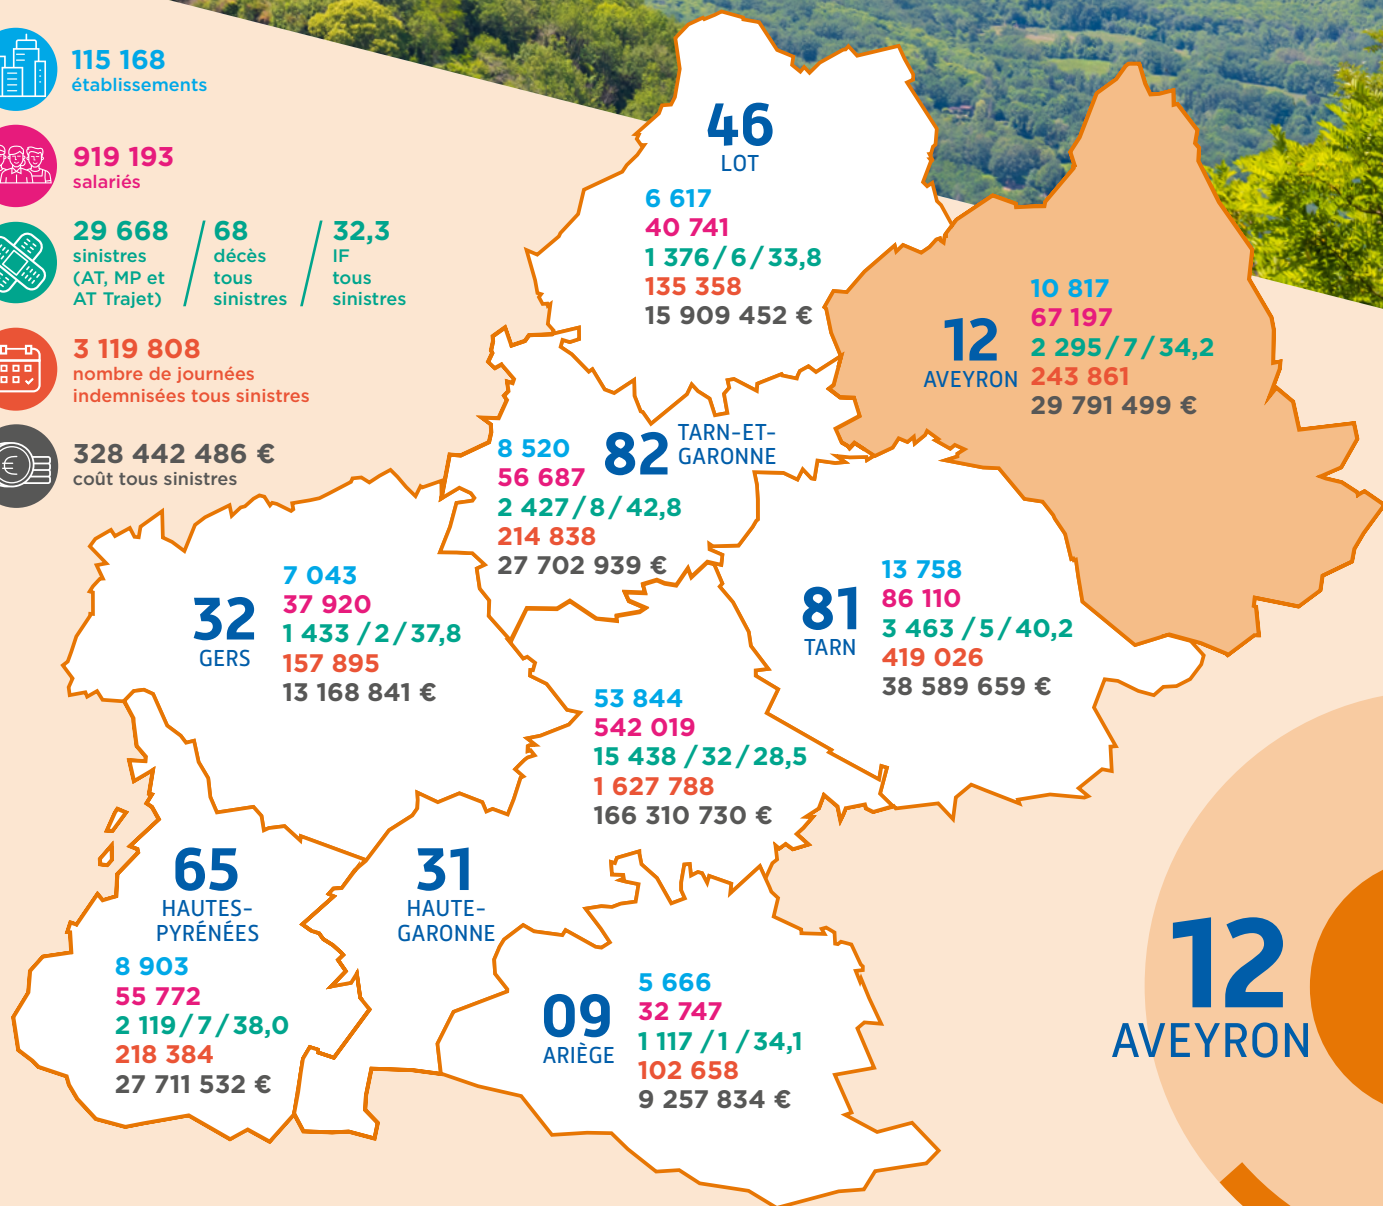 115 168
établissements
919 193
salariés
29 668 / 68 / 32,3
sinistres
(AT, MP et
AT Trajet)
décès
tous
sinistres
IF
tous
sinistres
3 119 808
nombre de journées
indemnisées tous sinistres
328 442 486 €
coût tous sinistres
46
LOT
6 617
40 741
1 376 / 6 / 33,8
135 358
15 909 452 €
12
AVEYRON
10 817
67 197
2 295 / 7 / 34,2
243 861
29 791 499 €
82
TARN-ET-
GARONNE
8 520
56 687
2 427 / 8 / 42,8
214 838
27 702 939 €
32
GERS
7 043
37 920
1 433 / 2 / 37,8
157 895
13 168 841 €
81
TARN
13 758
86 110
3 463 / 5 / 40,2
419 026
38 589 659 €
53 844
542 019
15 438 / 32 / 28,5
1 627 788
166 310 730 €
31
HAUTE-
GARONNE
65
HAUTES-
PYRÉNÉES
8 903
55 772
2 119 / 7 / 38,0
218 384
27 711 532 €
09
ARIÈGE
5 666
32 747
1 117 / 1 / 34,1
102 658
9 257 834 €
12
AVEYRON